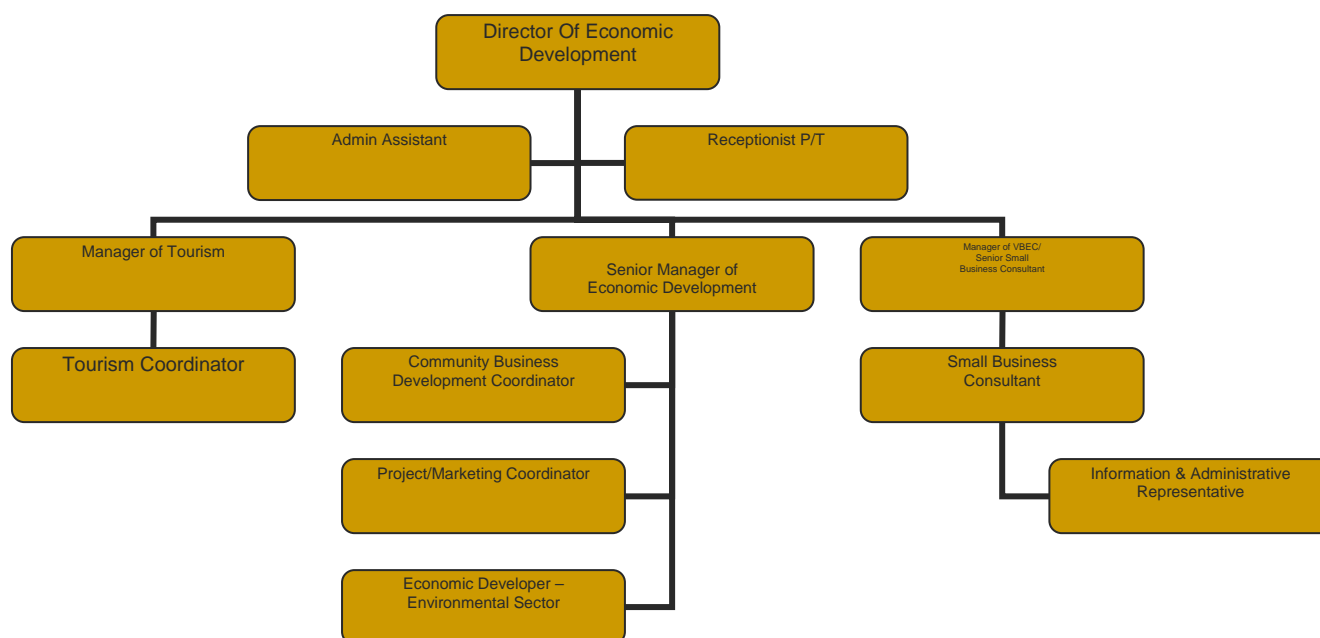 Director Of Economic
Development
Admin Assistant
Receptionist P/T
Manager of Tourism
Senior Manager of
Economic Development
Manager of VBEC/
Senior Small
Business Consultant
Tourism Coordinator
Community Business
Development Coordinator
Small Business
Consultant
Project/Marketing Coordinator
Information & Administrative
Representative
Economic Developer –
Environmental Sector